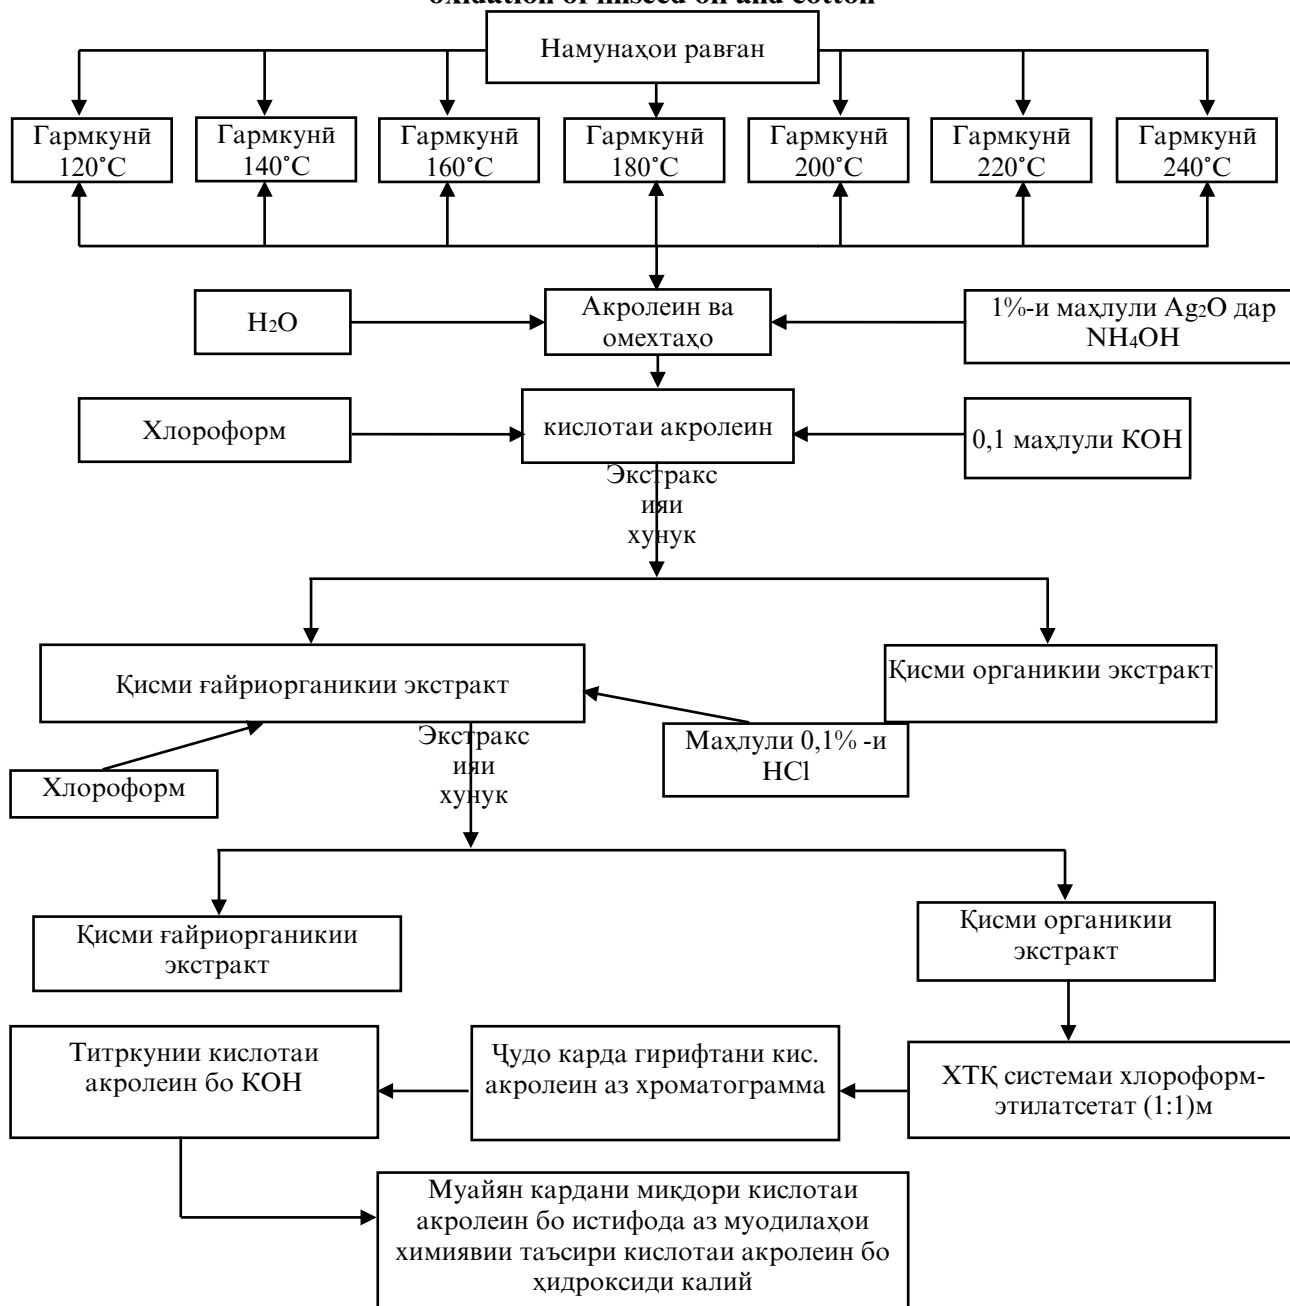 oxidation of linseed oil and cotton
Намунаҳои равған
Гармкунӣ
120˚C
Гармкунӣ
140˚C
Гармкунӣ
160˚C
Гармкунӣ
180˚C
Гармкунӣ
200˚C
Гармкунӣ
220˚C
Гармкунӣ
240˚C
H₂O
Акролеин ва
омехтаҳо
1%-и маҳлули Ag₂O дар
NH₄OH
Хлороформ
кислотаи акролеин
0,1 маҳлули KOH
Экстракс
ияи
хунук
Қисми ғайриорганикии экстракт
Қисми органикии экстракт
Хлороформ
Экстракс
ияи
хунук
Маҳлули 0,1% -и
HCl
Қисми ғайриорганикии
экстракт
Қисми органикии
экстракт
Титркунии кислотаи
акролеин бо КОН
Ҷудо карда гирифтани кис.
акролеин аз хроматограмма
ХТҚ системаи хлороформ-
этилатсетат (1:1)м
Муайян кардани миқдори кислотаи
акролеин бо истифода аз муодилаҳои
химиявии таъсири кислотаи акролеин бо
ҳидроксиди калий